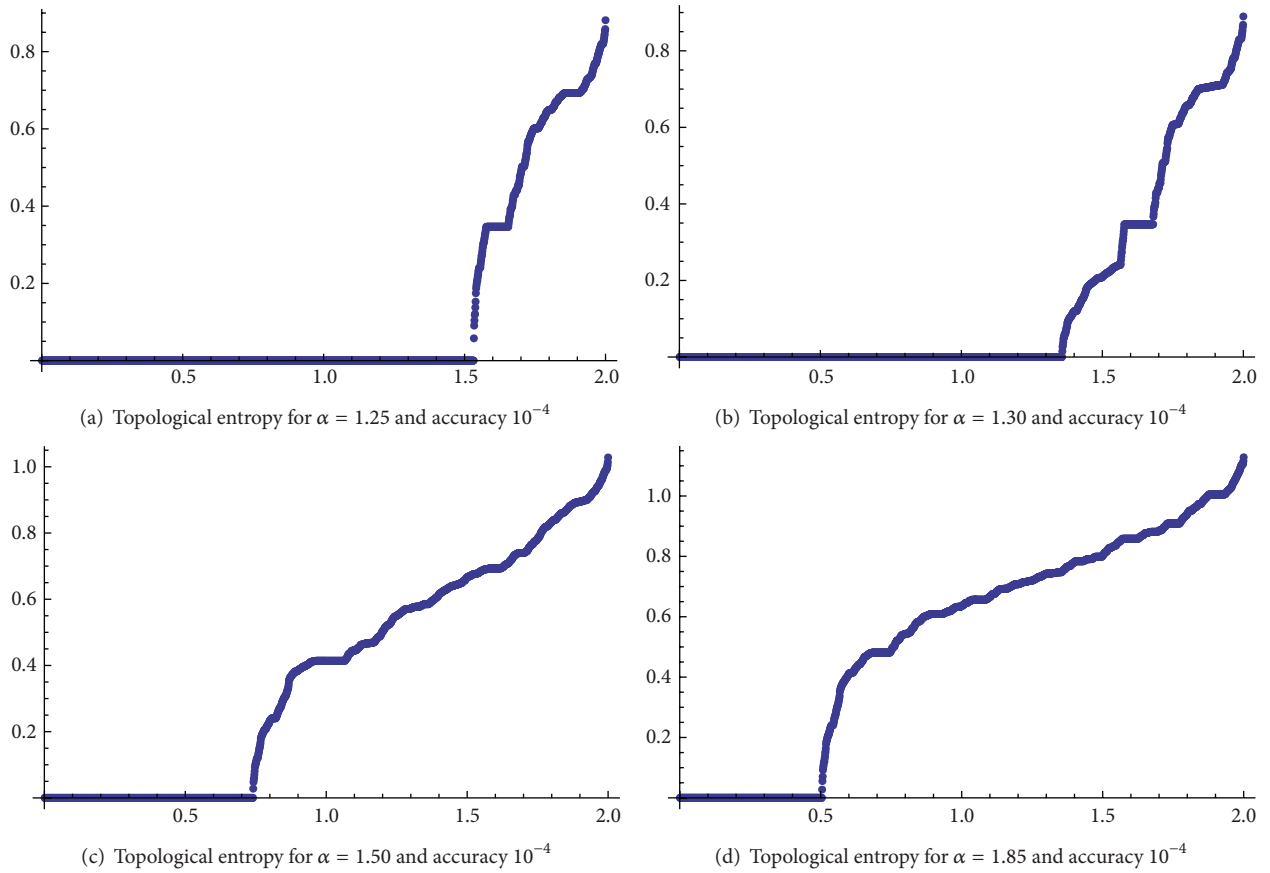 0.8
0.6
0.4
0.2
0.5 1.0 1.5 2.0
(a) Topological entropy for α = 1.25 and accuracy 10⁻⁴
0.8
0.6
0.4
0.2
0.5 1.0 1.5 2.0
(b) Topological entropy for α = 1.30 and accuracy 10⁻⁴
1.0
0.8
0.6
0.4
0.2
0.5 1.0 1.5 2.0
(c) Topological entropy for α = 1.50 and accuracy 10⁻⁴
1.0
0.8
0.6
0.4
0.2
0.5 1.0 1.5 2.0
(d) Topological entropy for α = 1.85 and accuracy 10⁻⁴